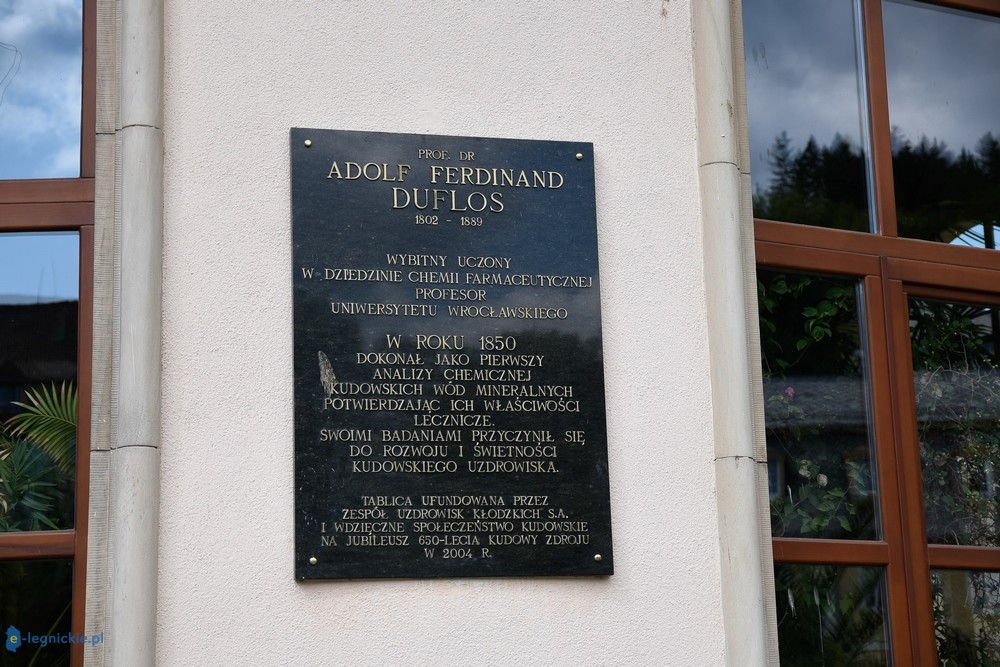 PROF. DR
ADOLF FERDINAND
DUFLOS
1802 - 1889
WYBITNY UCZONY
W DZIEDZINIE CHEMII FARMACEUTYCZNEJ
PROFESOR
UNIWERSYTETU WROCŁAWSKIEGO
W ROKU 1850
DOKONAŁ JAKO PIERWSZY
ANALIZY CHEMICZNEJ
KUDOWSKICH WÓD MINERALNYCH
POTWIERDZAJĄC ICH WŁAŚCIWOŚCI
LECZNICZE.
SWOIMI BADANIAMI PRZYCZYNIŁ SIĘ
DO ROZWOJU I ŚWIETNOŚCI
KUDOWSKIEGO UZDROWISKA.
TABLICA UFUNDOWANA PRZEZ
ZESPÓŁ UZDROWISK KŁODZKICH S.A.
I WDZIĘCZNE SPOŁECZEŃSTWO KUDOWSKIE
NA JUBILEUSZ 650-LECIA KUDOWY ZDROJU
W 2004 R.
e-legnickie.pl